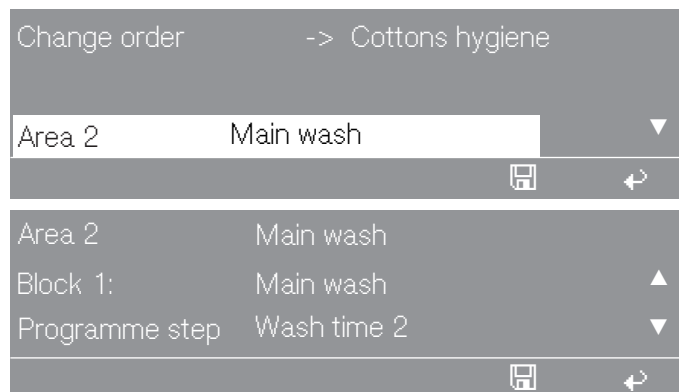 Change order -> Cottons hygiene
Area 2 Main wash
Area 2 Main wash
Block 1: Main wash
Programme step Wash time 2